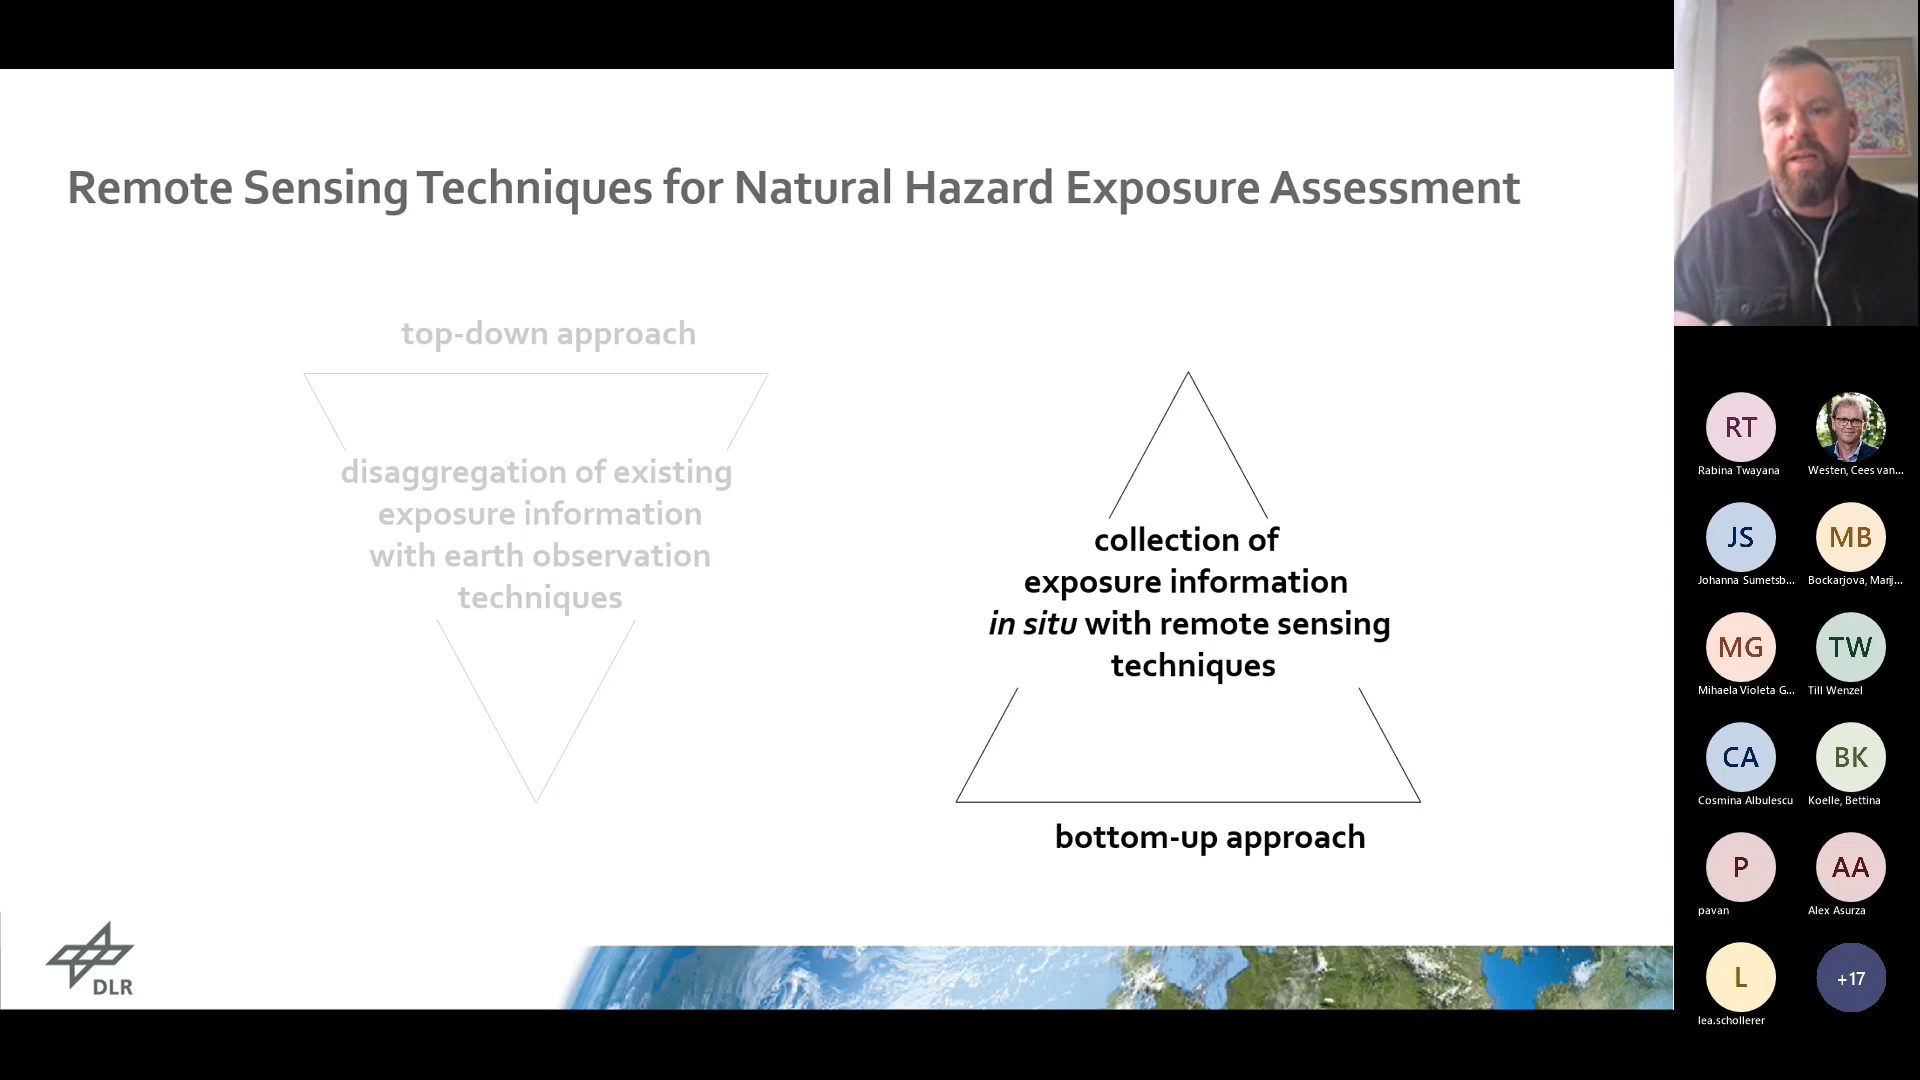 Remote Sensing Techniques for Natural Hazard Exposure Assessment
top-down approach
disaggregation of existing
exposure information
with earth observation
techniques
collection of
exposure information
in situ with remote sensing
techniques
bottom-up approach
DLR
RT
Rabina Twayana
Westen, Cees van...
JS
Johanna Sumetsb...
MB
Bockarjova, Marij...
MG
Mihaela Violeta G...
TW
Till Wenzel
CA
Cosmina Albulescu
BK
Koelle, Bettina
P
pavan
AA
Alex Asurza
L
lea.schollerer
+17